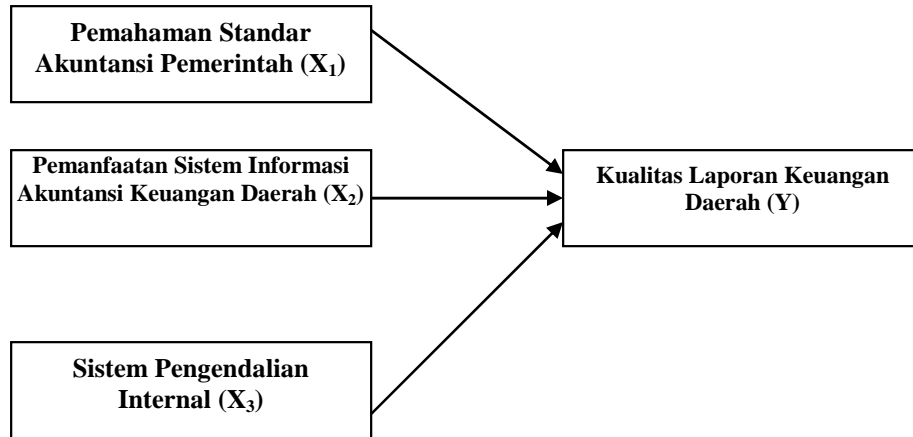 Pemahaman Standar
Akuntansi Pemerintah (X₁)
Pemanfaatan Sistem Informasi
Akuntansi Keuangan Daerah (X₂)
Kualitas Laporan Keuangan
Daerah (Y)
Sistem Pengendalian
Internal (X₃)